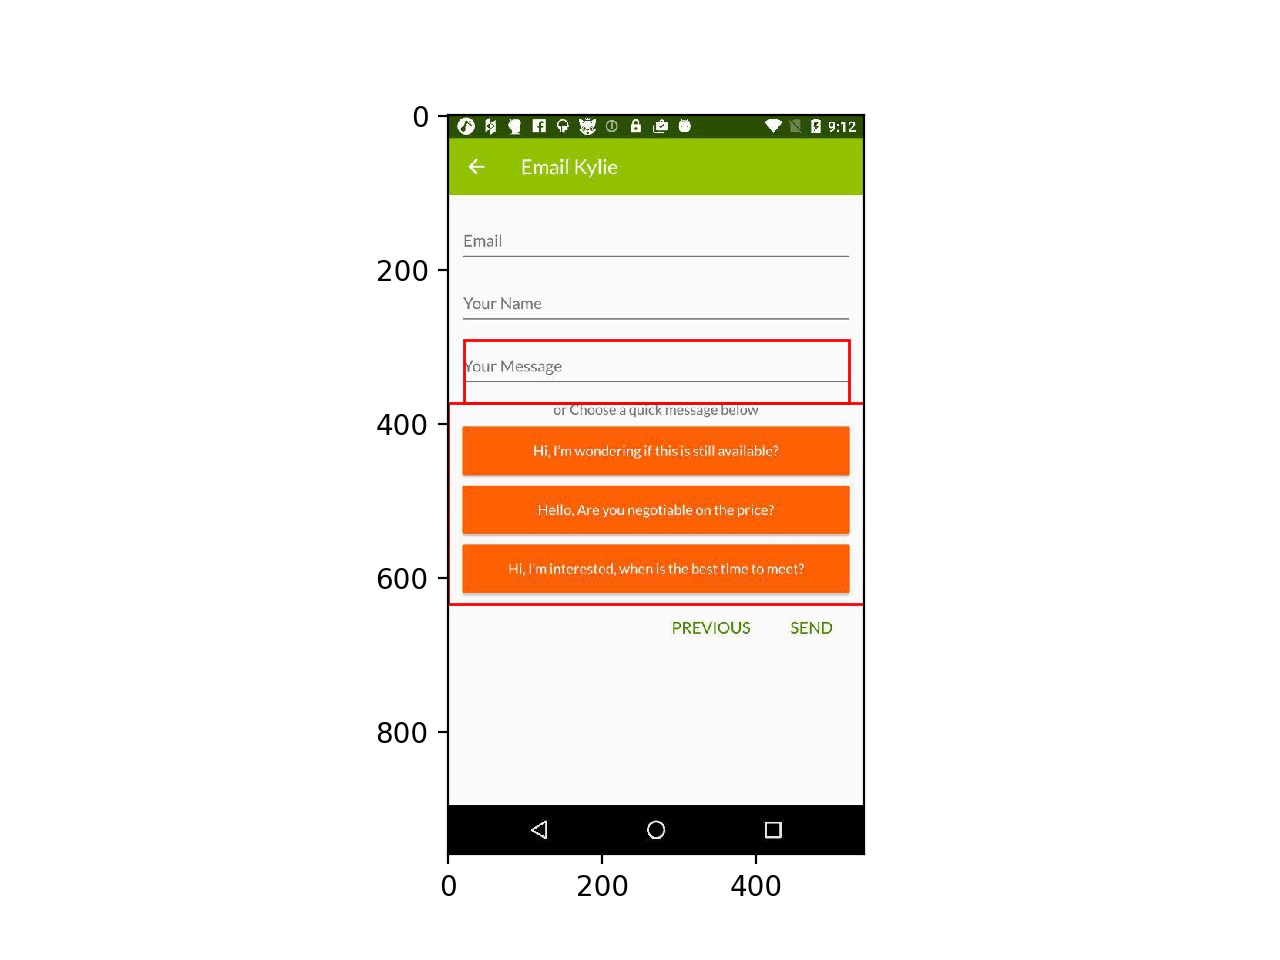 9:12
Email Kylie
Email
Your Name
Your Message
or Choose a quick message below
Hi, I'm wondering if this is still available?
Hello, Are you negotiable on the price?
Hi, I'm interested, when is the best time to meet?
PREVIOUS SEND
0
200
400
600
800
0 200 400